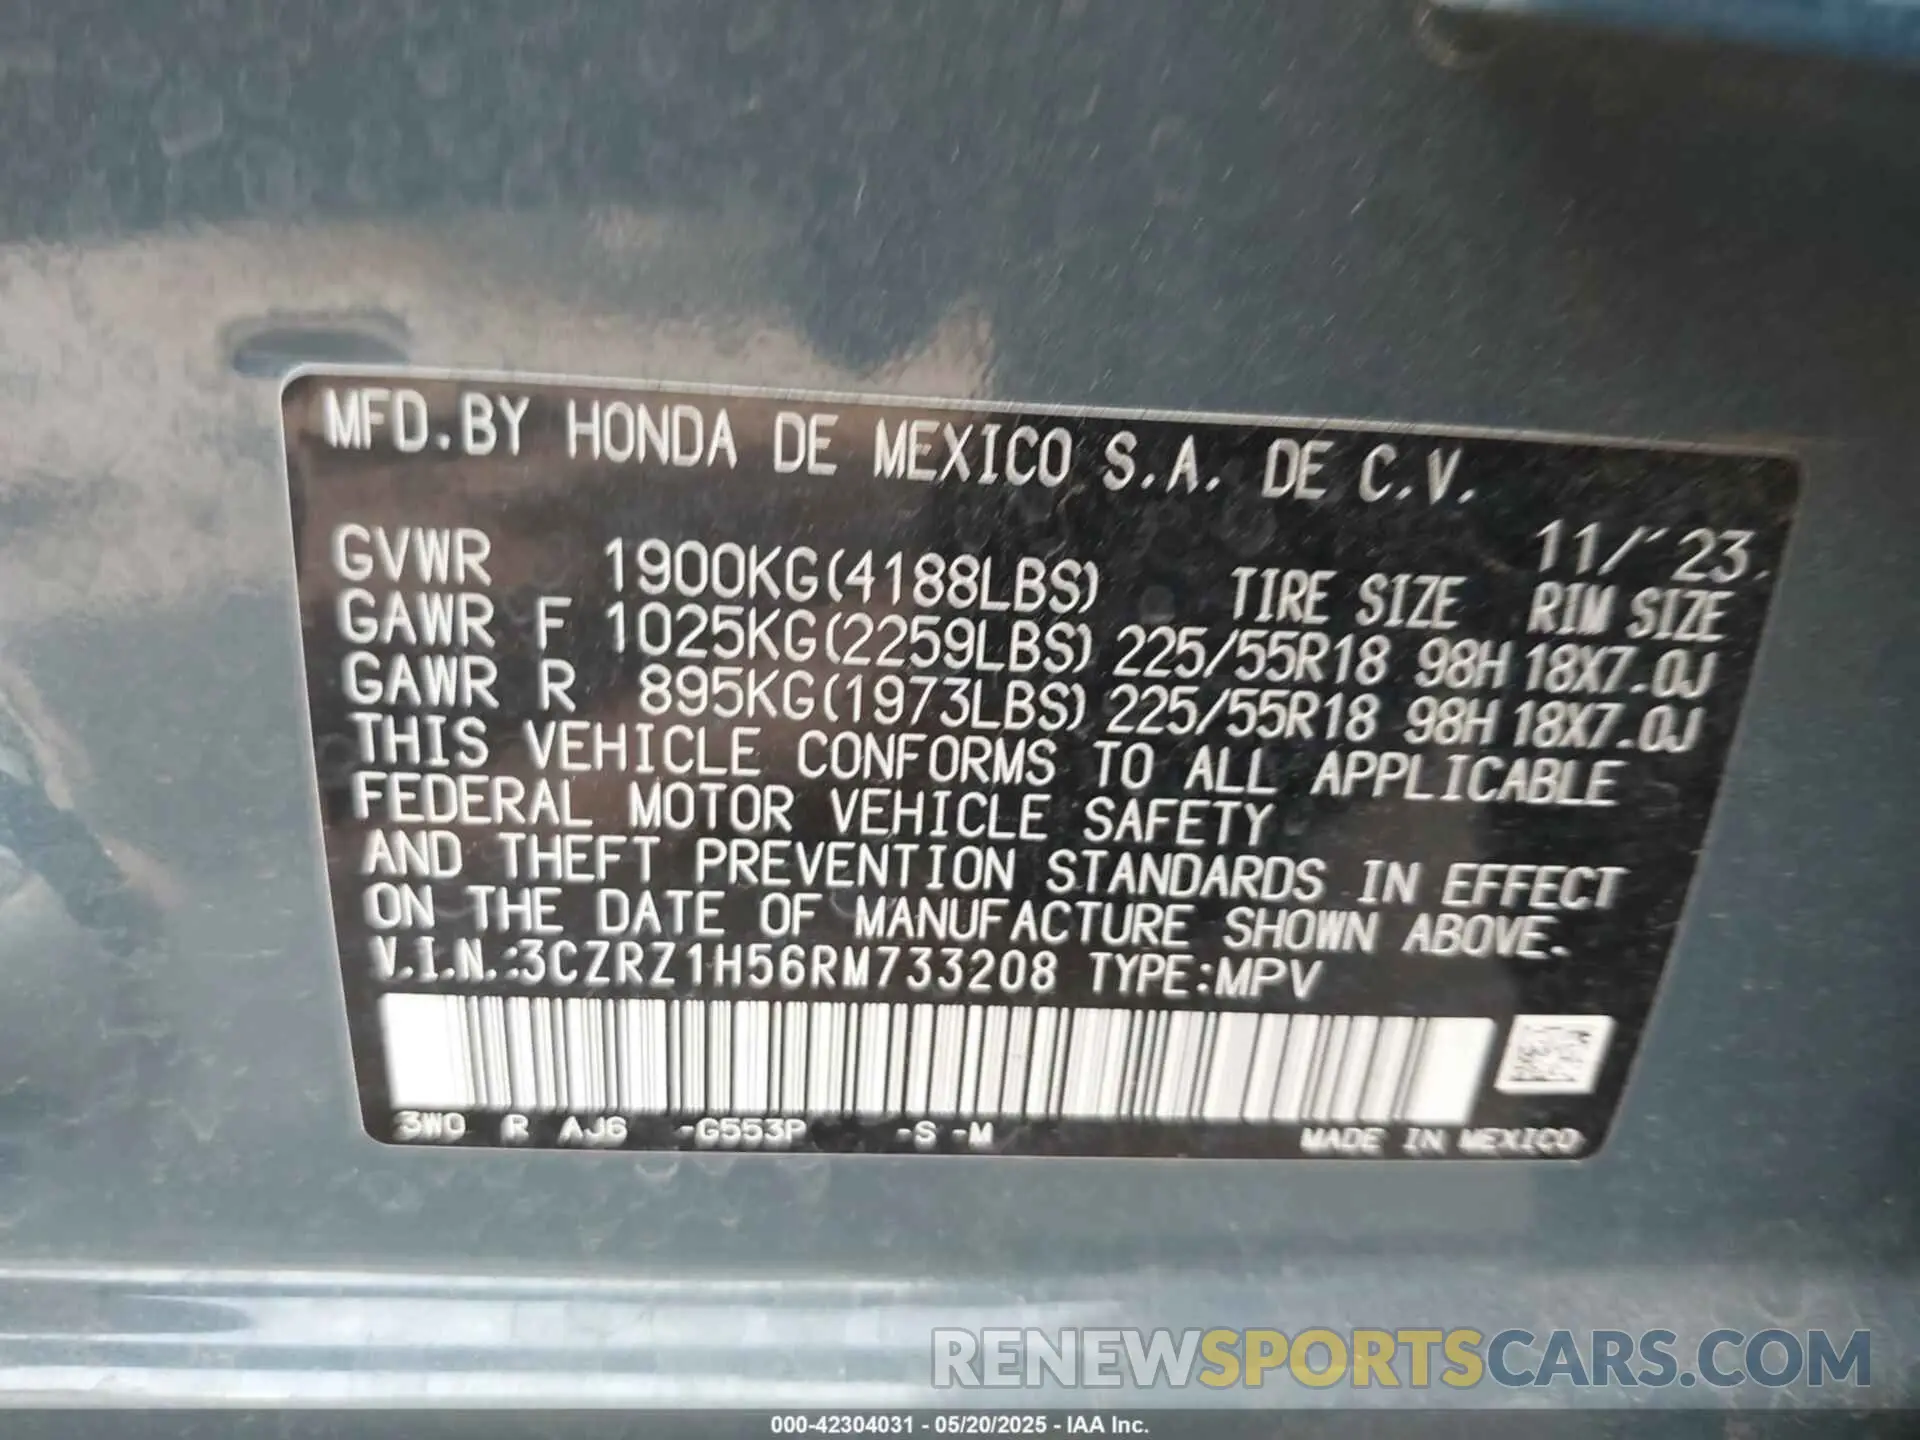 MFD.BY HONDA DE MEXICO S.A. DE C.V.
11/ 23
GVWR 1900KG(4188LBS) TIRE SIZE RIM SIZE
GAWR F 1025KG(2259LBS) 225/55R18 98H 18X7.0J
GAWR R 895KG(1973LBS) 225/55R18 98H 18X7.0J
THIS VEHICLE CONFORMS TO ALL APPLICABLE
FEDERAL MOTOR VEHICLE SAFETY
AND THEFT PREVENTION STANDARDS IN EFFECT
ON THE DATE OF MANUFACTURE SHOWN ABOVE.
V.I.N.:3CZRZ1H56RM733208 TYPE:MPV
3W0 R AJ6 -G553P -S -M MADE IN MEXICO
RENEWSPORTSCARS.COM
000-42304031 - 05/20/2025 - IAA Inc.